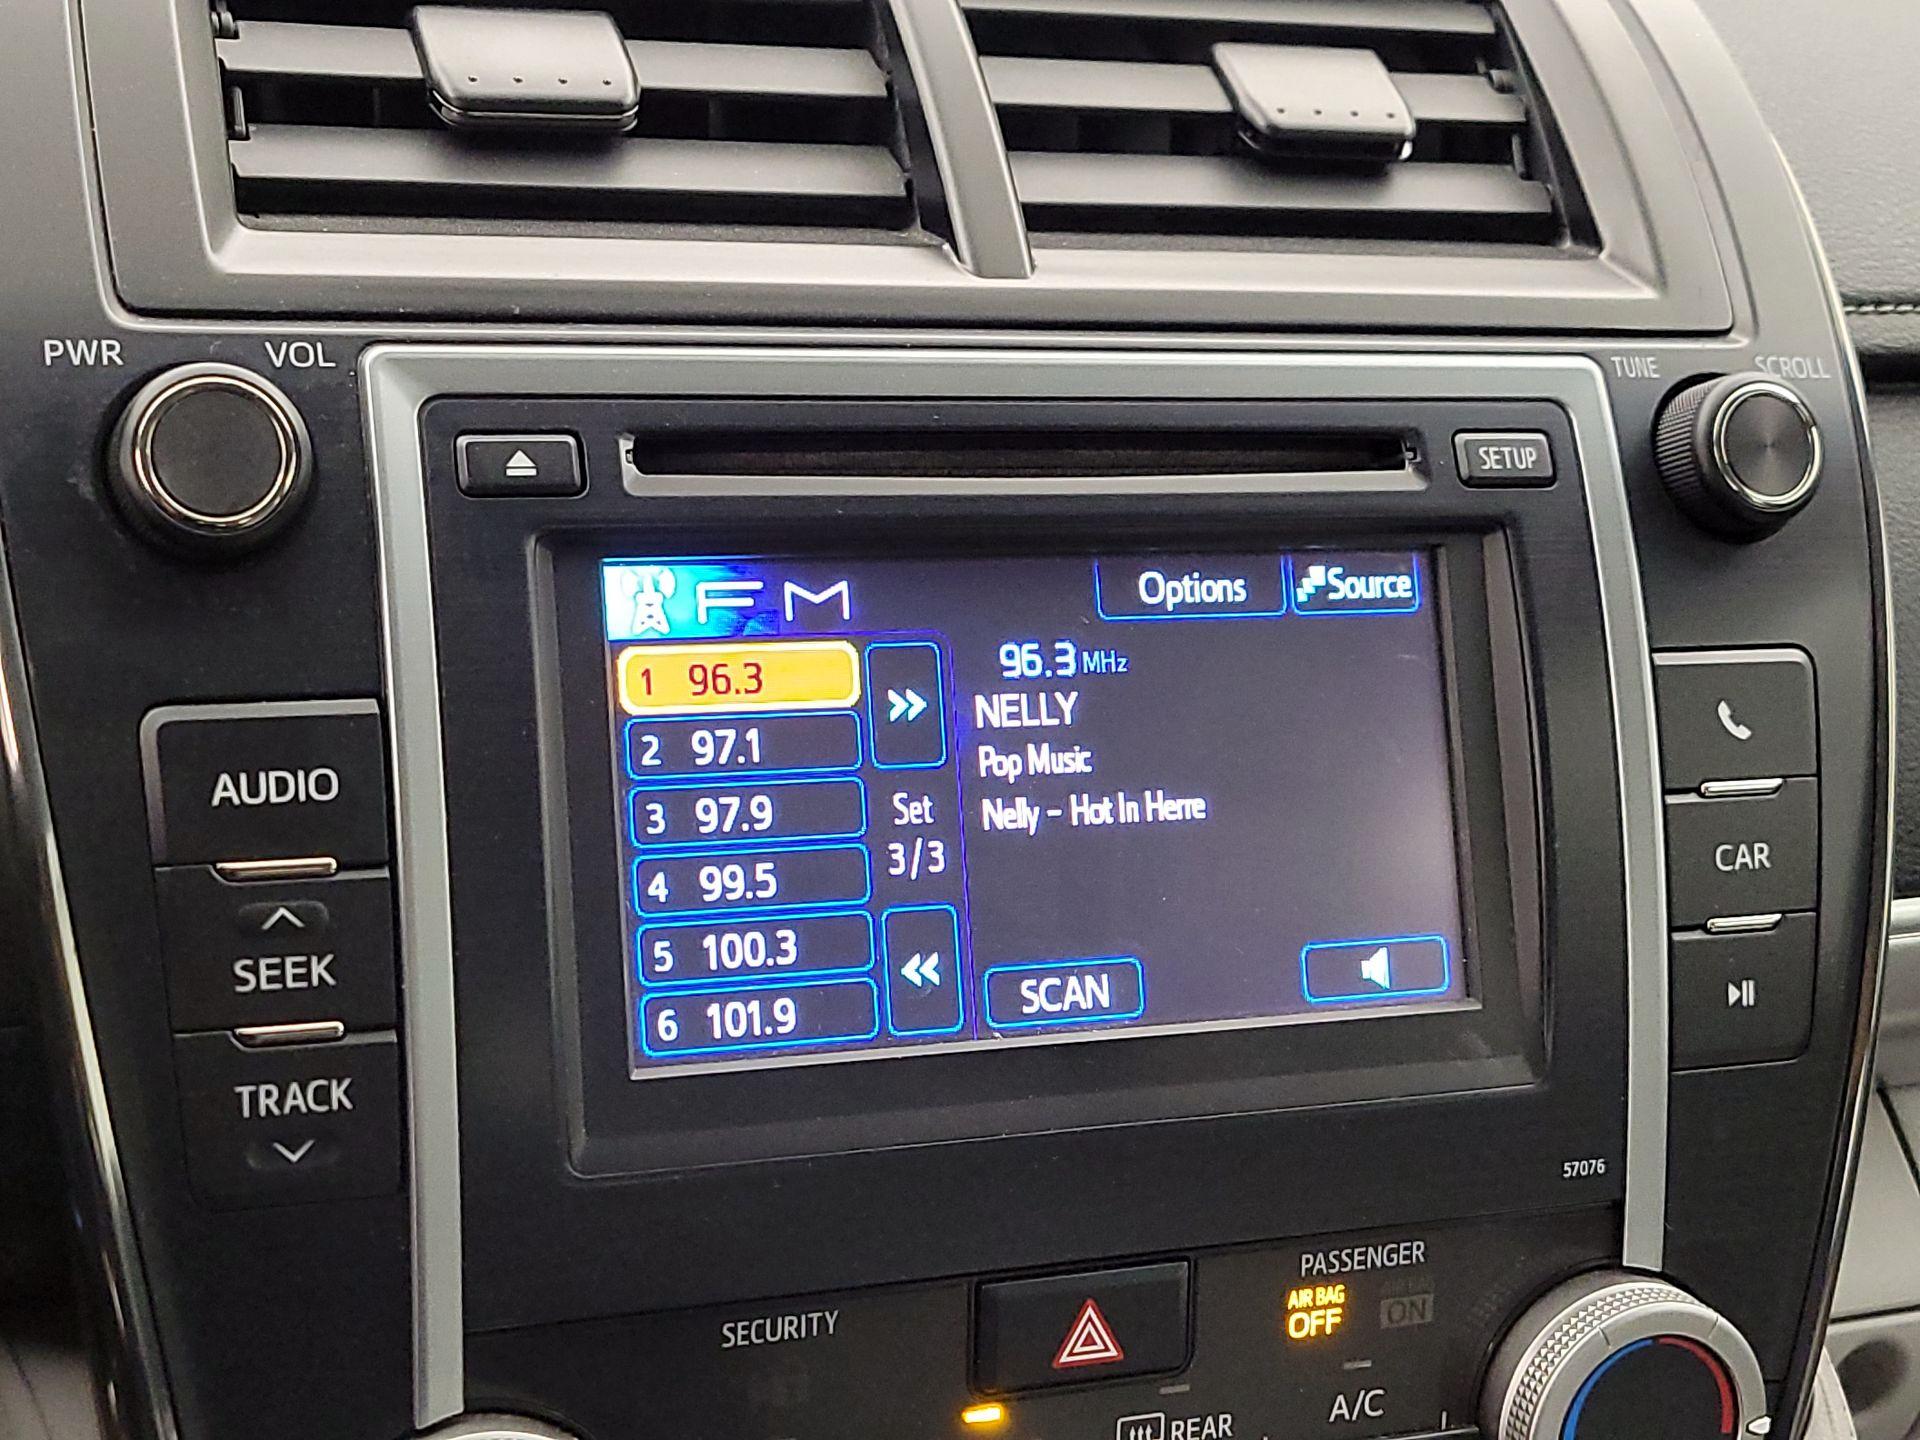 PWR VOL
TUNE SCROLL
SETUP
FM
Options
Source
1 96.3
2 97.1
3 97.9
4 99.5
5 100.3
6 101.9
Set
3/3
96.3 MHz
NELLY
Pop Music
Nelly - Hot In Herre
SCAN
AUDIO
SEEK
TRACK
CAR
57076
SECURITY
PASSENGER
AIR BAG
OFF
ON
A/C
REAR